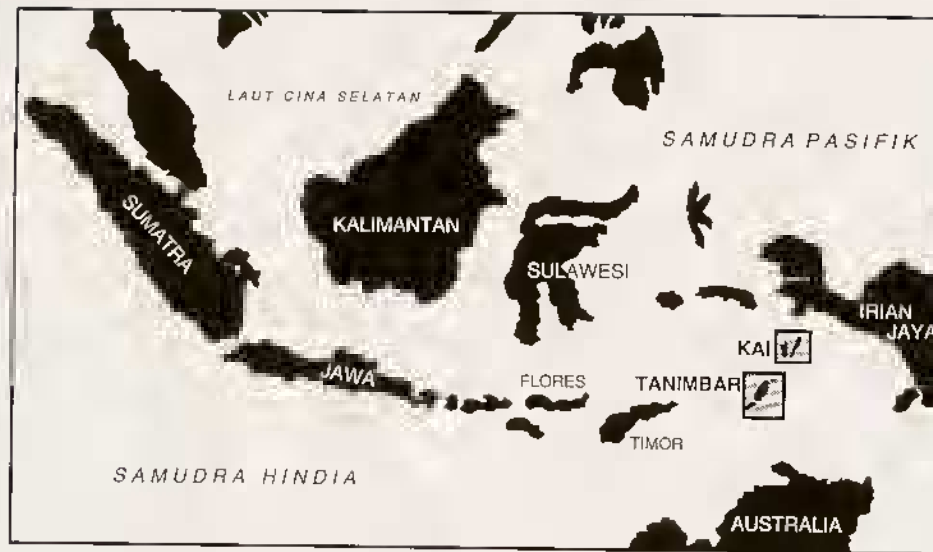 LAUT CINA SELATAN
SAMUDRA PASIFIK
SUMATRA
KALIMANTAN
SULAWESI
IRIAN
JAYA
KAI
JAWA
FLORES
TANIMBAR
TIMOR
SAMUDRA HINDIA
AUSTRALIA